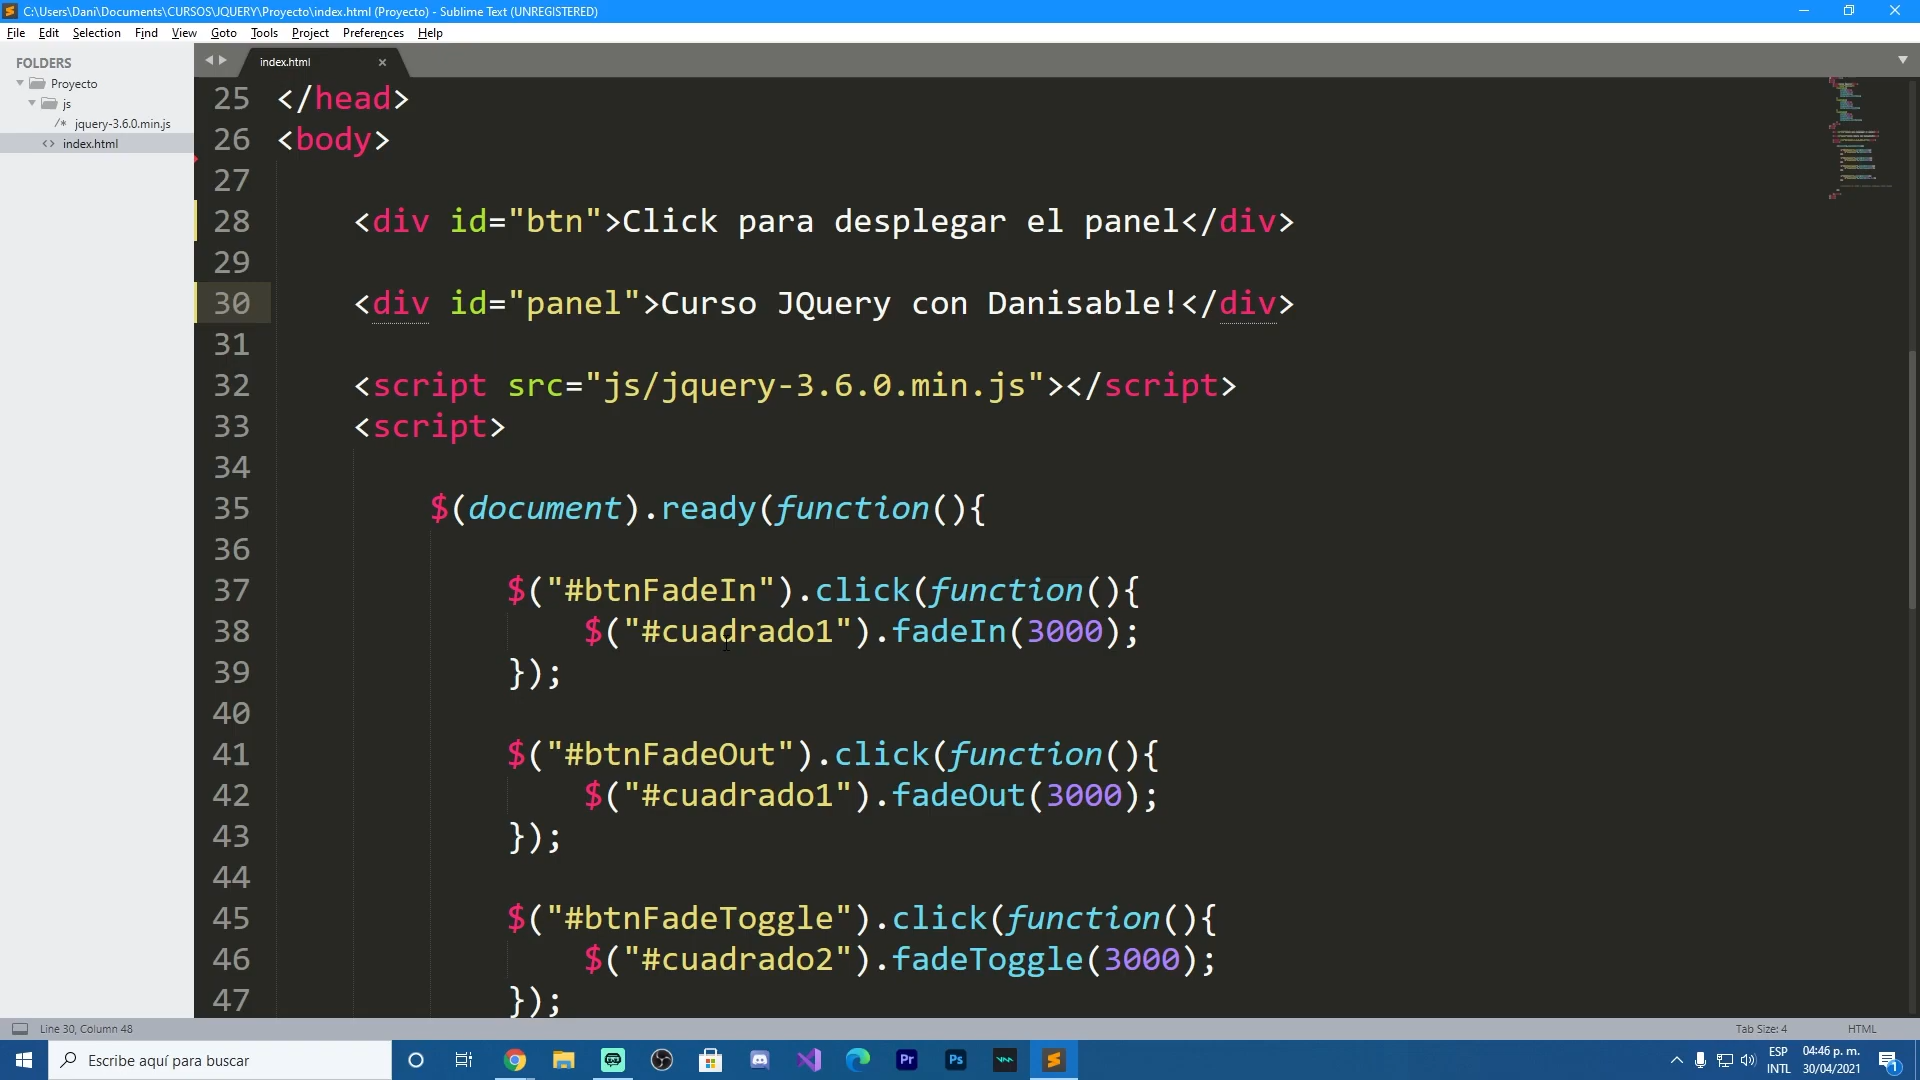 C:\Users\Dani\Documents\CURSOS\JQUERY\Proyecto\index.html (Proyecto) - Sublime Text (UNREGISTERED)
File Edit Selection Find View Goto Tools Project Preferences Help
FOLDERS
Proyecto
js
/* jquery-3.6.0.min.js
<> index.html
index.html ×
25 </head>
26 <body>
27
28 <div id="btn">Click para desplegar el panel</div>
29
30 <div id="panel">Curso JQuery con Danisable!</div>
31
32 <script src="js/jquery-3.6.0.min.js"></script>
33 <script>
34
35 $(document).ready(function(){
36
37 $("#btnFadeIn").click(function(){
38 $("#cuadrado1").fadeIn(3000);
39 });
40
41 $("#btnFadeOut").click(function(){
42 $("#cuadrado1").fadeOut(3000);
43 });
44
45 $("#btnFadeToggle").click(function(){
46 $("#cuadrado2").fadeToggle(3000);
47 });
Line 30, Column 48
Tab Size: 4
HTML
Escribe aquí para buscar
Pr
Ps
ESP
INTL
04:46 p. m.
30/04/2021
1